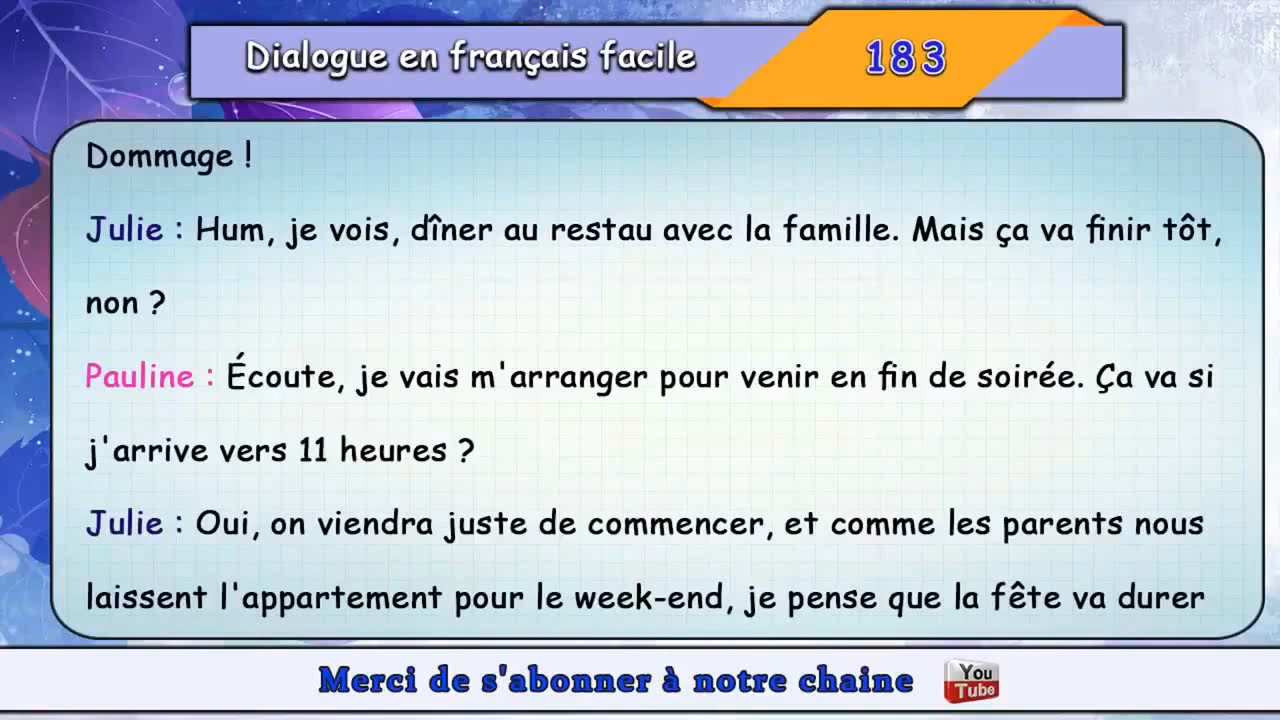 Dialogue en français facile
183
Dommage !
Julie : Hum, je vois, dîner au restau avec la famille. Mais ça va finir tôt,
non ?
Pauline : Écoute, je vais m'arranger pour venir en fin de soirée. Ça va si
j'arrive vers 11 heures ?
Julie : Oui, on viendra juste de commencer, et comme les parents nous
laissent l'appartement pour le week-end, je pense que la fête va durer
Merci de s'abonner à notre chaine
You
Tube